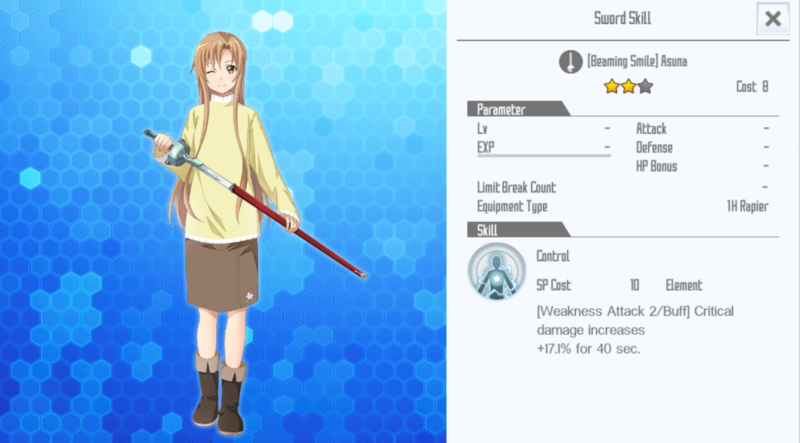 Sword Skill
[Beaming Smile] Asuna
Cost 8
Parameter
Lv - Attack -
EXP - Defense -
HP Bonus -
Limit Break Count -
Equipment Type 1H Rapier
Skill
Control
SP Cost 10 Element
[Weakness Attack 2/Buff] Critical
damage increases
+17.1% for 40 sec.